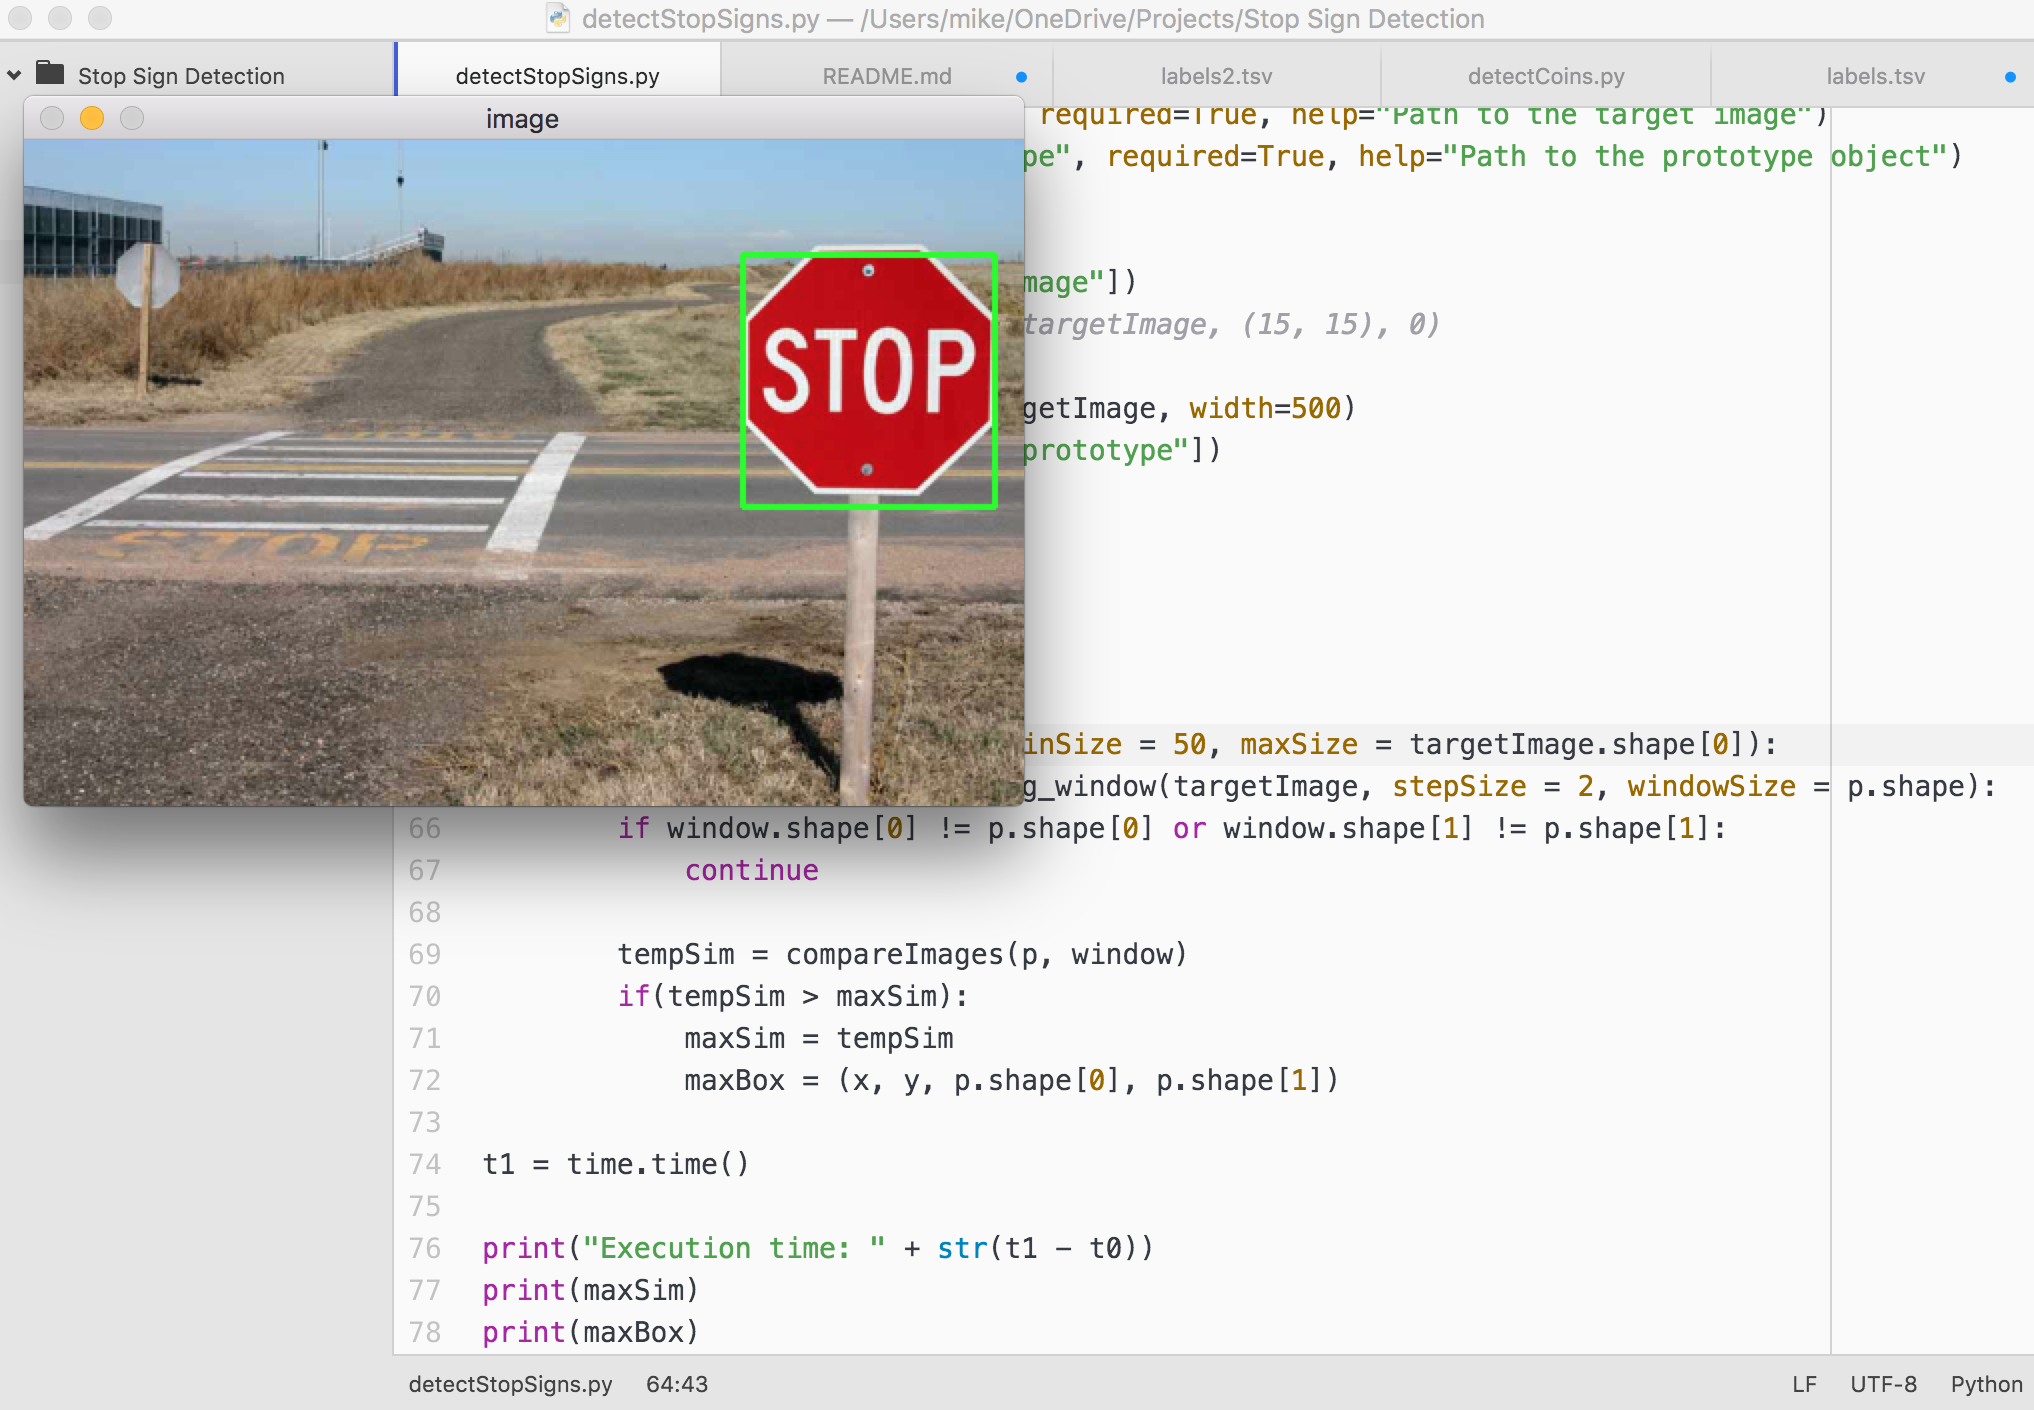 detectStopSigns.py — /Users/mike/OneDrive/Projects/Stop Sign Detection
Stop Sign Detection
detectStopSigns.py
README.md
labels2.tsv
detectCoins.py
labels.tsv
image
STOP
STOP
required=True, help="Path to the target image")
pe", required=True, help="Path to the prototype object")
mage"])
targetImage, (15, 15), 0)
getImage, width=500)
prototype"])
inSize = 50, maxSize = targetImage.shape[0]):
g_window(targetImage, stepSize = 2, windowSize = p.shape):
66 if window.shape[0] != p.shape[0] or window.shape[1] != p.shape[1]:
67 continue
68
69 tempSim = compareImages(p, window)
70 if(tempSim > maxSim):
71 maxSim = tempSim
72 maxBox = (x, y, p.shape[0], p.shape[1])
73
74 t1 = time.time()
75
76 print("Execution time: " + str(t1 - t0))
77 print(maxSim)
78 print(maxBox)
detectStopSigns.py 64:43
LF UTF-8 Python